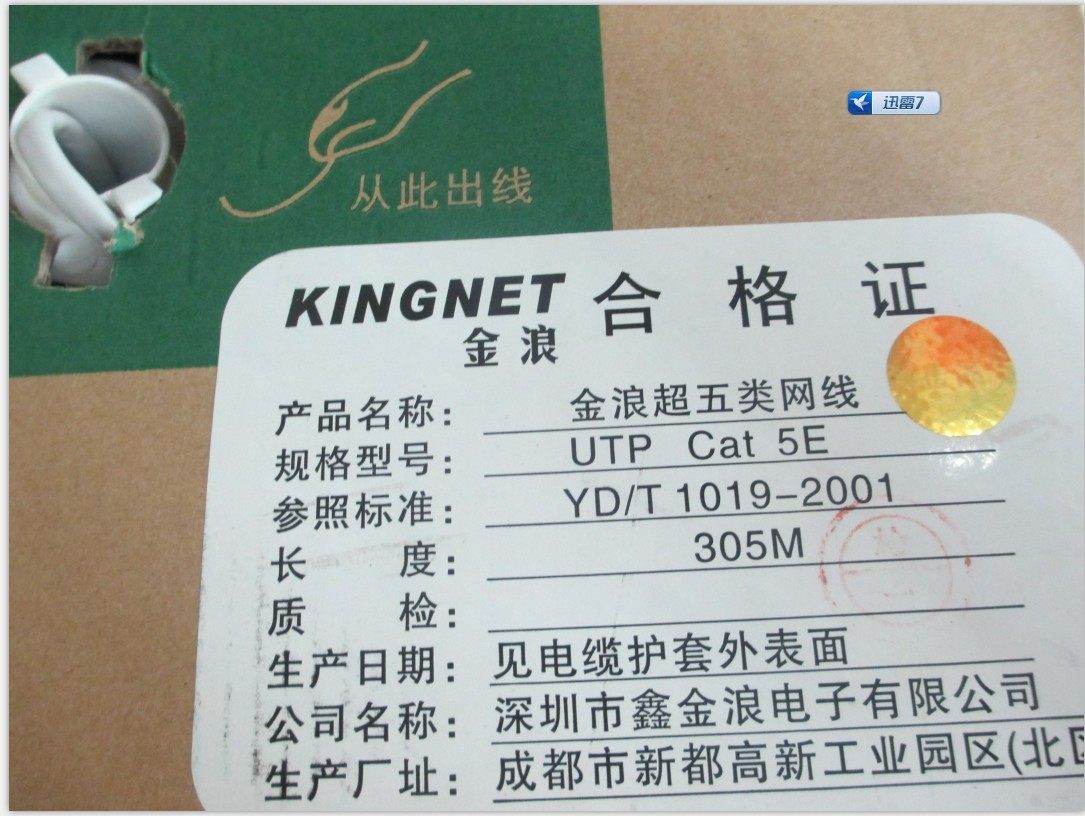 迅雷7
从此出线
KINGNET 合格证
金浪
产品名称： 金浪超五类网线
规格型号： UTP Cat 5E
参照标准： YD/T 1019-2001
长度： 305M
质检：
生产日期： 见电缆护套外表面
公司名称： 深圳市鑫金浪电子有限公司
生产厂址： 成都市新都高新工业园区(北区